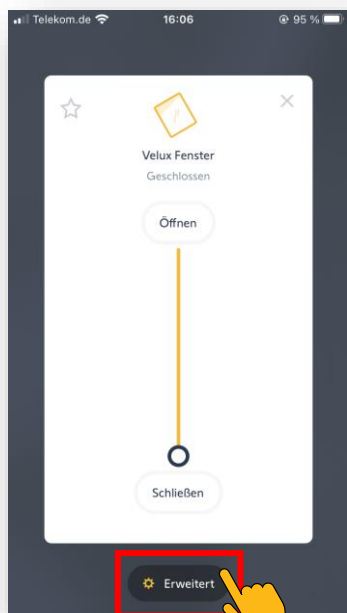 Telekom.de 16:06 95 %
Velux Fenster
Geschlossen
Öffnen
Schließen
Erweitert